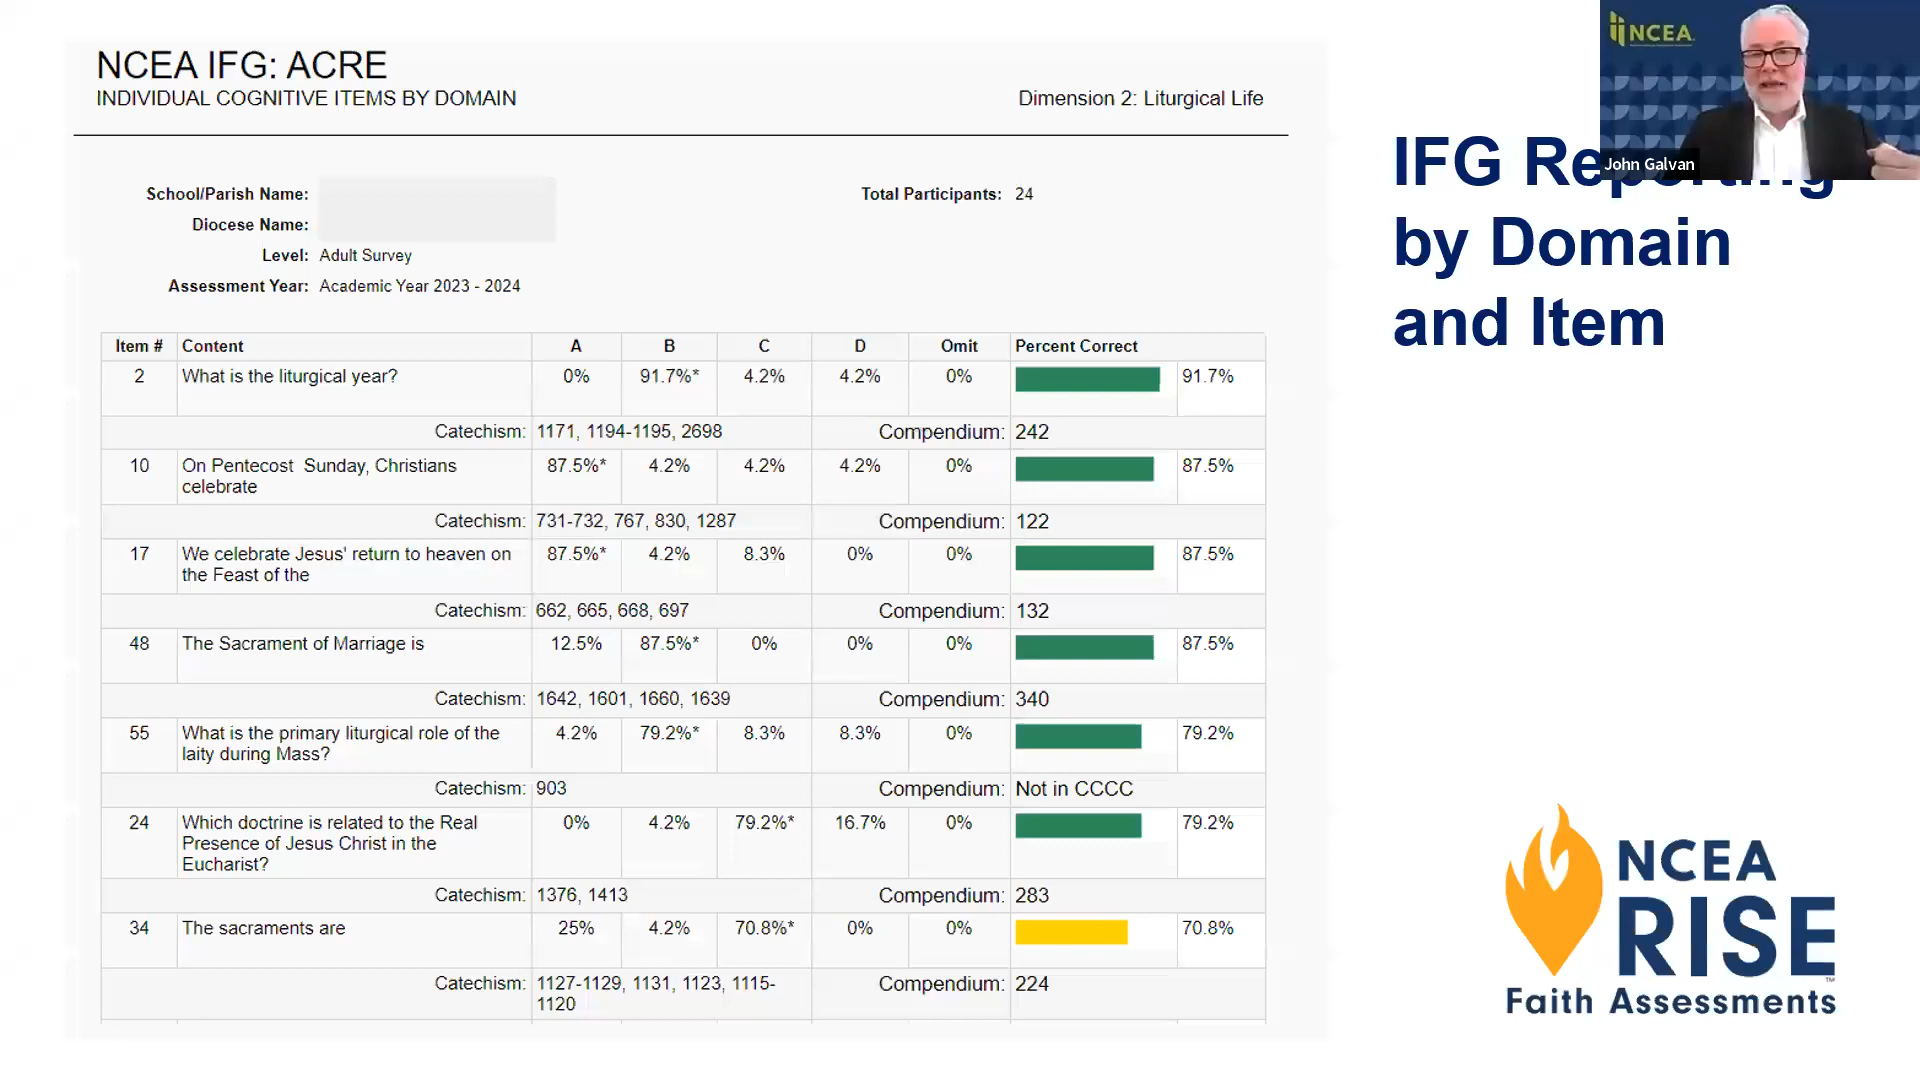 NCEA IFG: ACRE
INDIVIDUAL COGNITIVE ITEMS BY DOMAIN
Dimension 2: Liturgical Life
School/Parish Name:
Total Participants: 24
Diocese Name:
Level: Adult Survey
Assessment Year: Academic Year 2023 - 2024
Item # Content A B C D Omit Percent Correct
2 What is the liturgical year? 0% 91.7%* 4.2% 4.2% 0% 91.7%
Catechism: 1171, 1194-1195, 2698 Compendium: 242
10 On Pentecost Sunday, Christians 87.5%* 4.2% 4.2% 4.2% 0% 87.5%
celebrate
Catechism: 731-732, 767, 830, 1287 Compendium: 122
17 We celebrate Jesus' return to heaven on 87.5%* 4.2% 8.3% 0% 0% 87.5%
the Feast of the
Catechism: 662, 665, 668, 697 Compendium: 132
48 The Sacrament of Marriage is 12.5% 87.5%* 0% 0% 0% 87.5%
Catechism: 1642, 1601, 1660, 1639 Compendium: 340
55 What is the primary liturgical role of the 4.2% 79.2%* 8.3% 8.3% 0% 79.2%
laity during Mass?
Catechism: 903 Compendium: Not in CCCC
24 Which doctrine is related to the Real 0% 4.2% 79.2%* 16.7% 0% 79.2%
Presence of Jesus Christ in the
Eucharist?
Catechism: 1376, 1413 Compendium: 283
34 The sacraments are 25% 4.2% 70.8%* 0% 0% 70.8%
Catechism: 1127-1129, 1131, 1123, 1115- Compendium: 224
1120
NCEA
John Galvan
IFG Reporting
by Domain
and Item
NCEA
RISE™
Faith Assessments